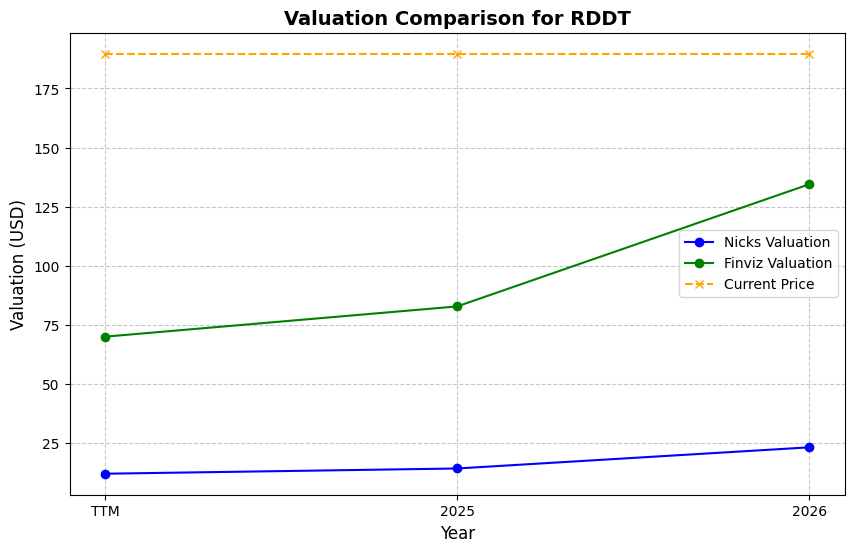 Valuation Comparison for RDDT
Valuation (USD)
175
150
125
100
75
50
25
TTM
2025
2026
Year
Nicks Valuation
Finviz Valuation
Current Price